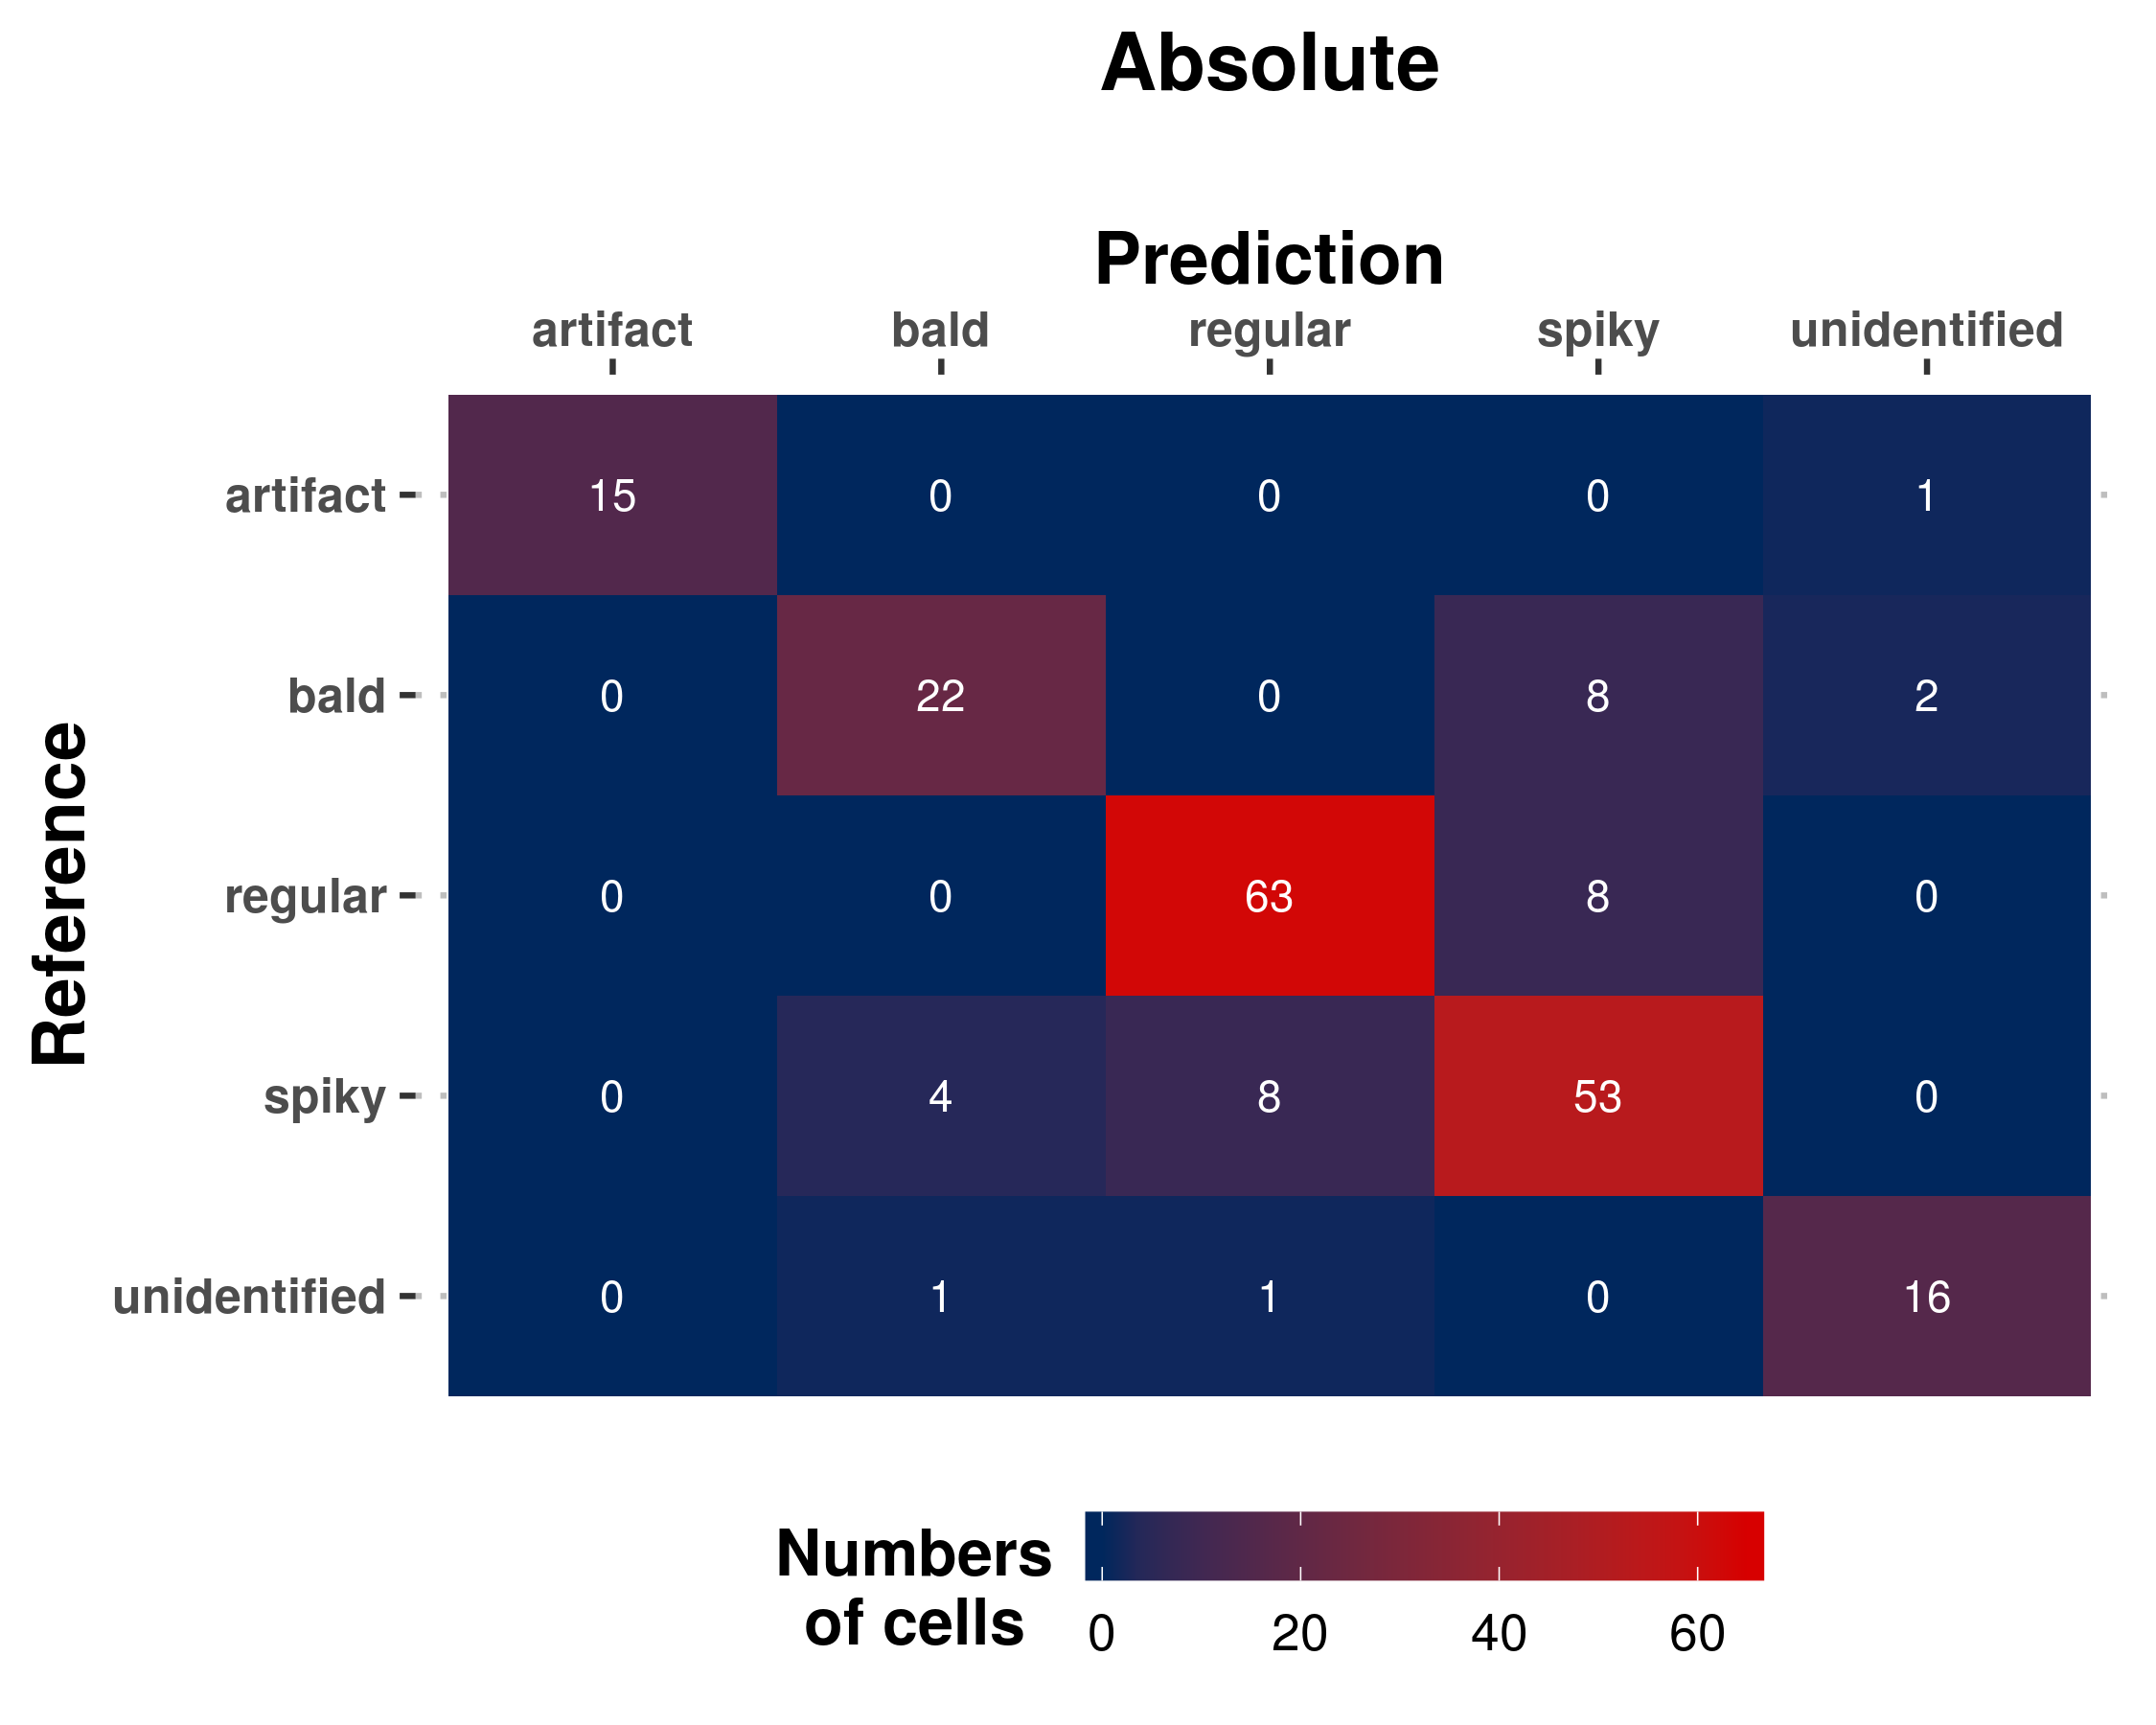 Absolute
Prediction
artifact bald regular spiky unidentified
Reference
artifact 15 0 0 0 1
bald 0 22 0 8 2
regular 0 0 63 8 0
spiky 0 4 8 53 0
unidentified 0 1 1 0 16
Numbers
of cells
0 20 40 60